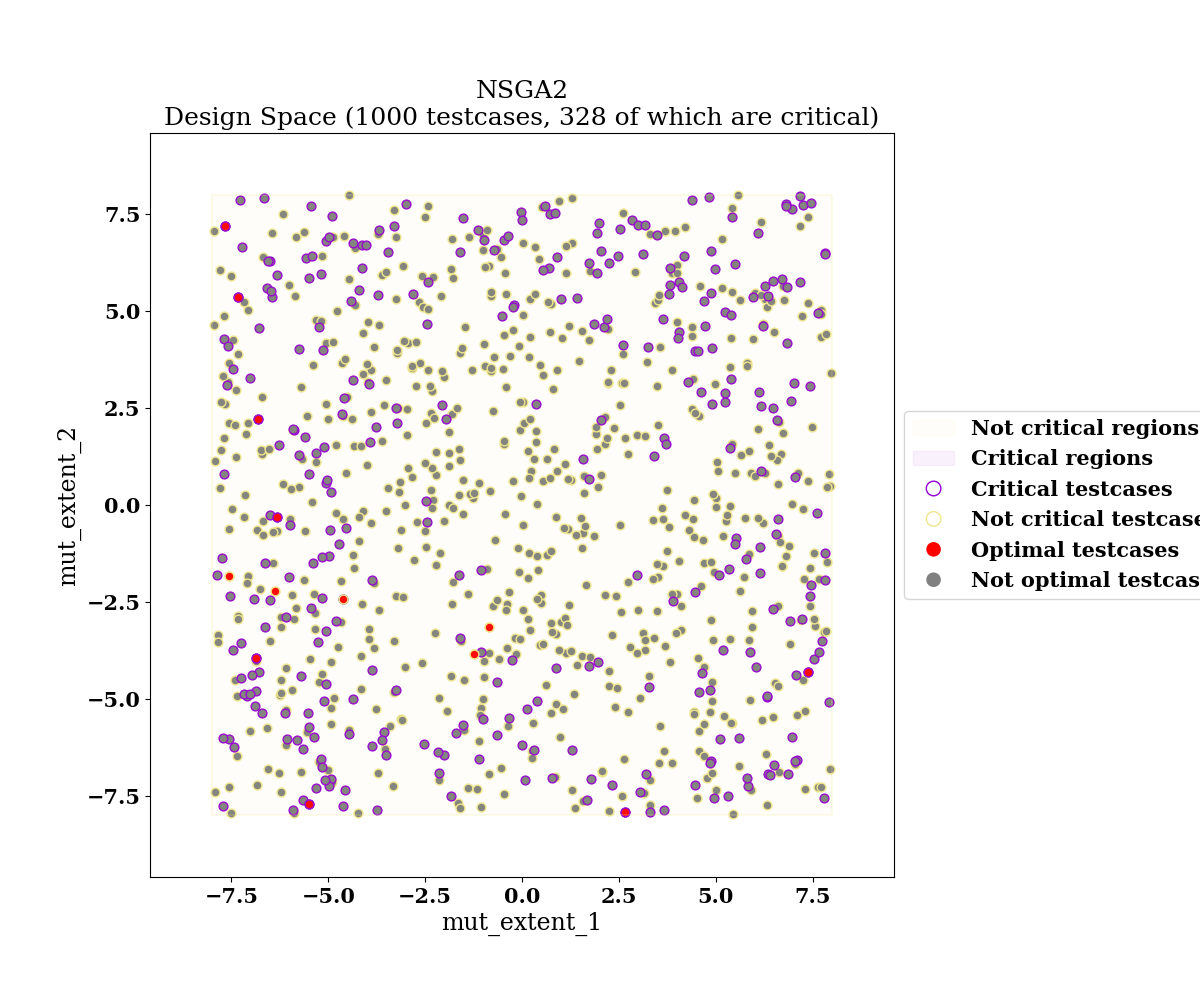 NSGA2
Design Space (1000 testcases, 328 of which are critical)
mut_extent_2
7.5
5.0
2.5
0.0
−2.5
−5.0
−7.5
−7.5 −5.0 −2.5 0.0 2.5 5.0 7.5
mut_extent_1
Not critical regions
Critical regions
Critical testcases
Not critical testcase
Optimal testcases
Not optimal testcas